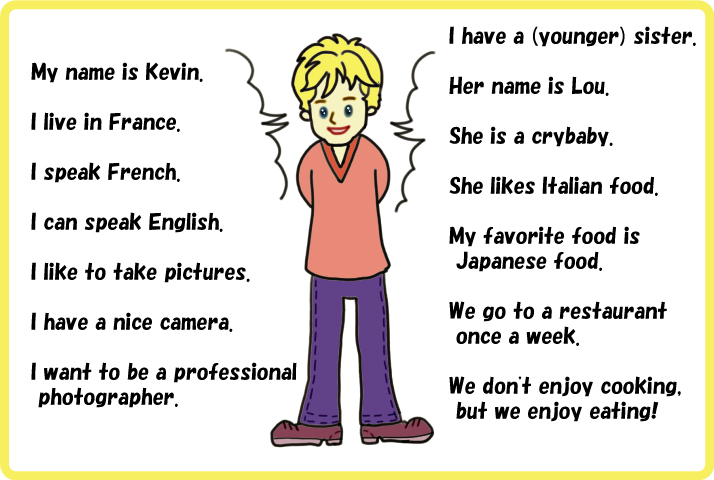 My name is Kevin.
I live in France.
I speak French.
I can speak English.
I like to take pictures.
I have a nice camera.
I want to be a professional
photographer.
I have a (younger) sister.
Her name is Lou.
She is a crybaby.
She likes Italian food.
My favorite food is
Japanese food.
We go to a restaurant
once a week.
We don't enjoy cooking,
but we enjoy eating!